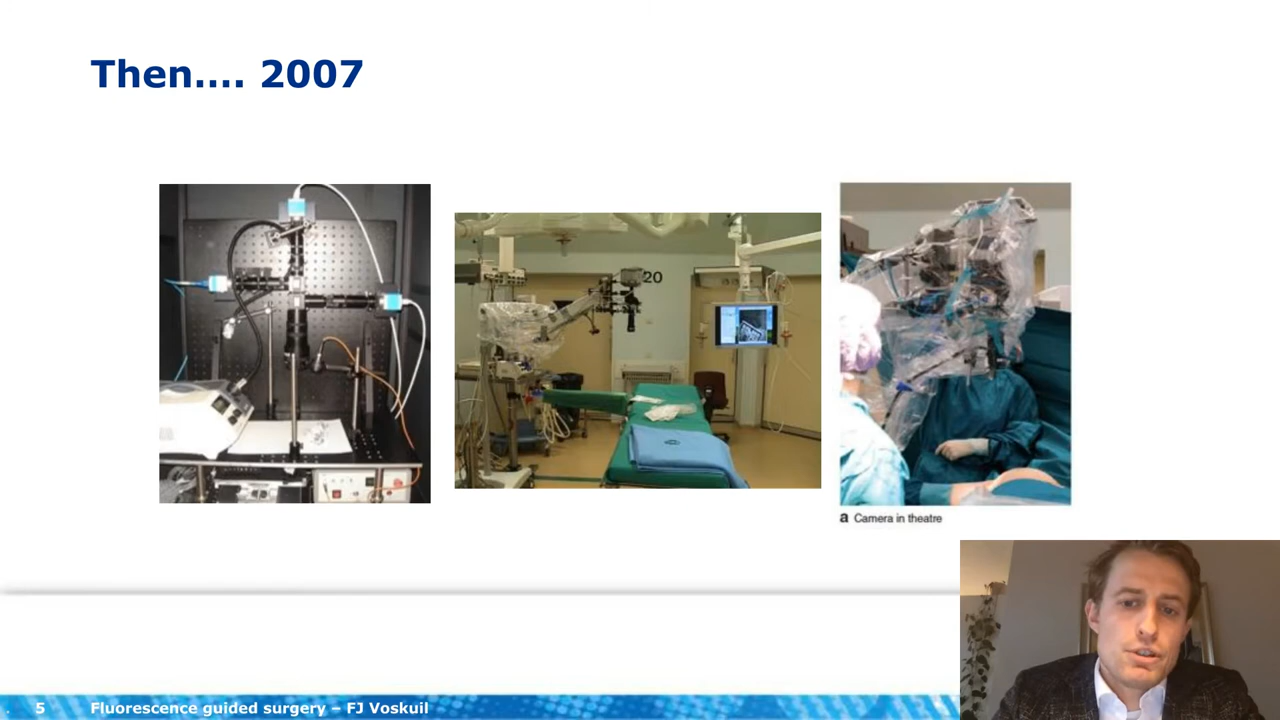 Then.... 2007
20
a Camera in theatre
5 Fluorescence guided surgery – FJ Voskuil